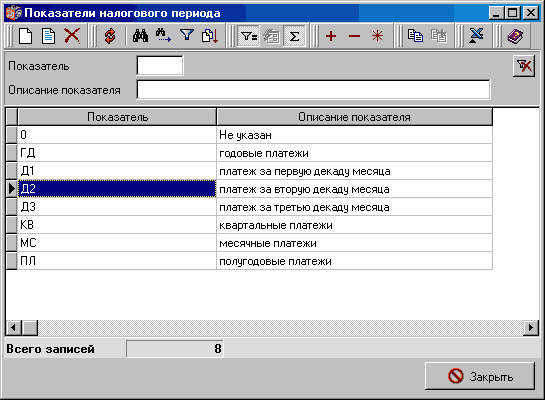 Показатели налогового периода
Показатель
Описание показателя
Показатель Описание показателя
0 Не указан
ГД годовые платежи
Д1 платеж за первую декаду месяца
Д2 платеж за вторую декаду месяца
Д3 платеж за третью декаду месяца
КВ квартальные платежи
МС месячные платежи
ПЛ полугодовые платежи
Всего записей 8
Закрыть